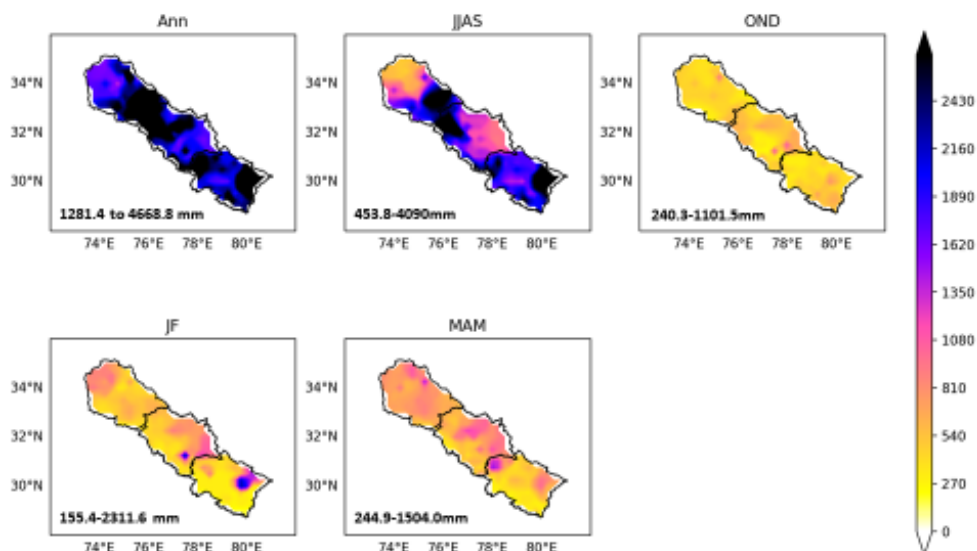 Ann
JJAS
OND
34°N
32°N
30°N
34°N
32°N
30°N
34°N
32°N
30°N
1281.4 to 4668.8 mm
453.8-4090mm
240.3-1101.5mm
74°E 76°E 78°E 80°E
74°E 76°E 78°E 80°E
74°E 76°E 78°E 80°E
2430
2160
1890
1620
1350
1080
810
540
270
0
JF
MAM
34°N
32°N
30°N
34°N
32°N
30°N
155.4-2311.6 mm
244.9-1504.0mm
74°E 76°E 78°E 80°E
74°E 76°E 78°E 80°E